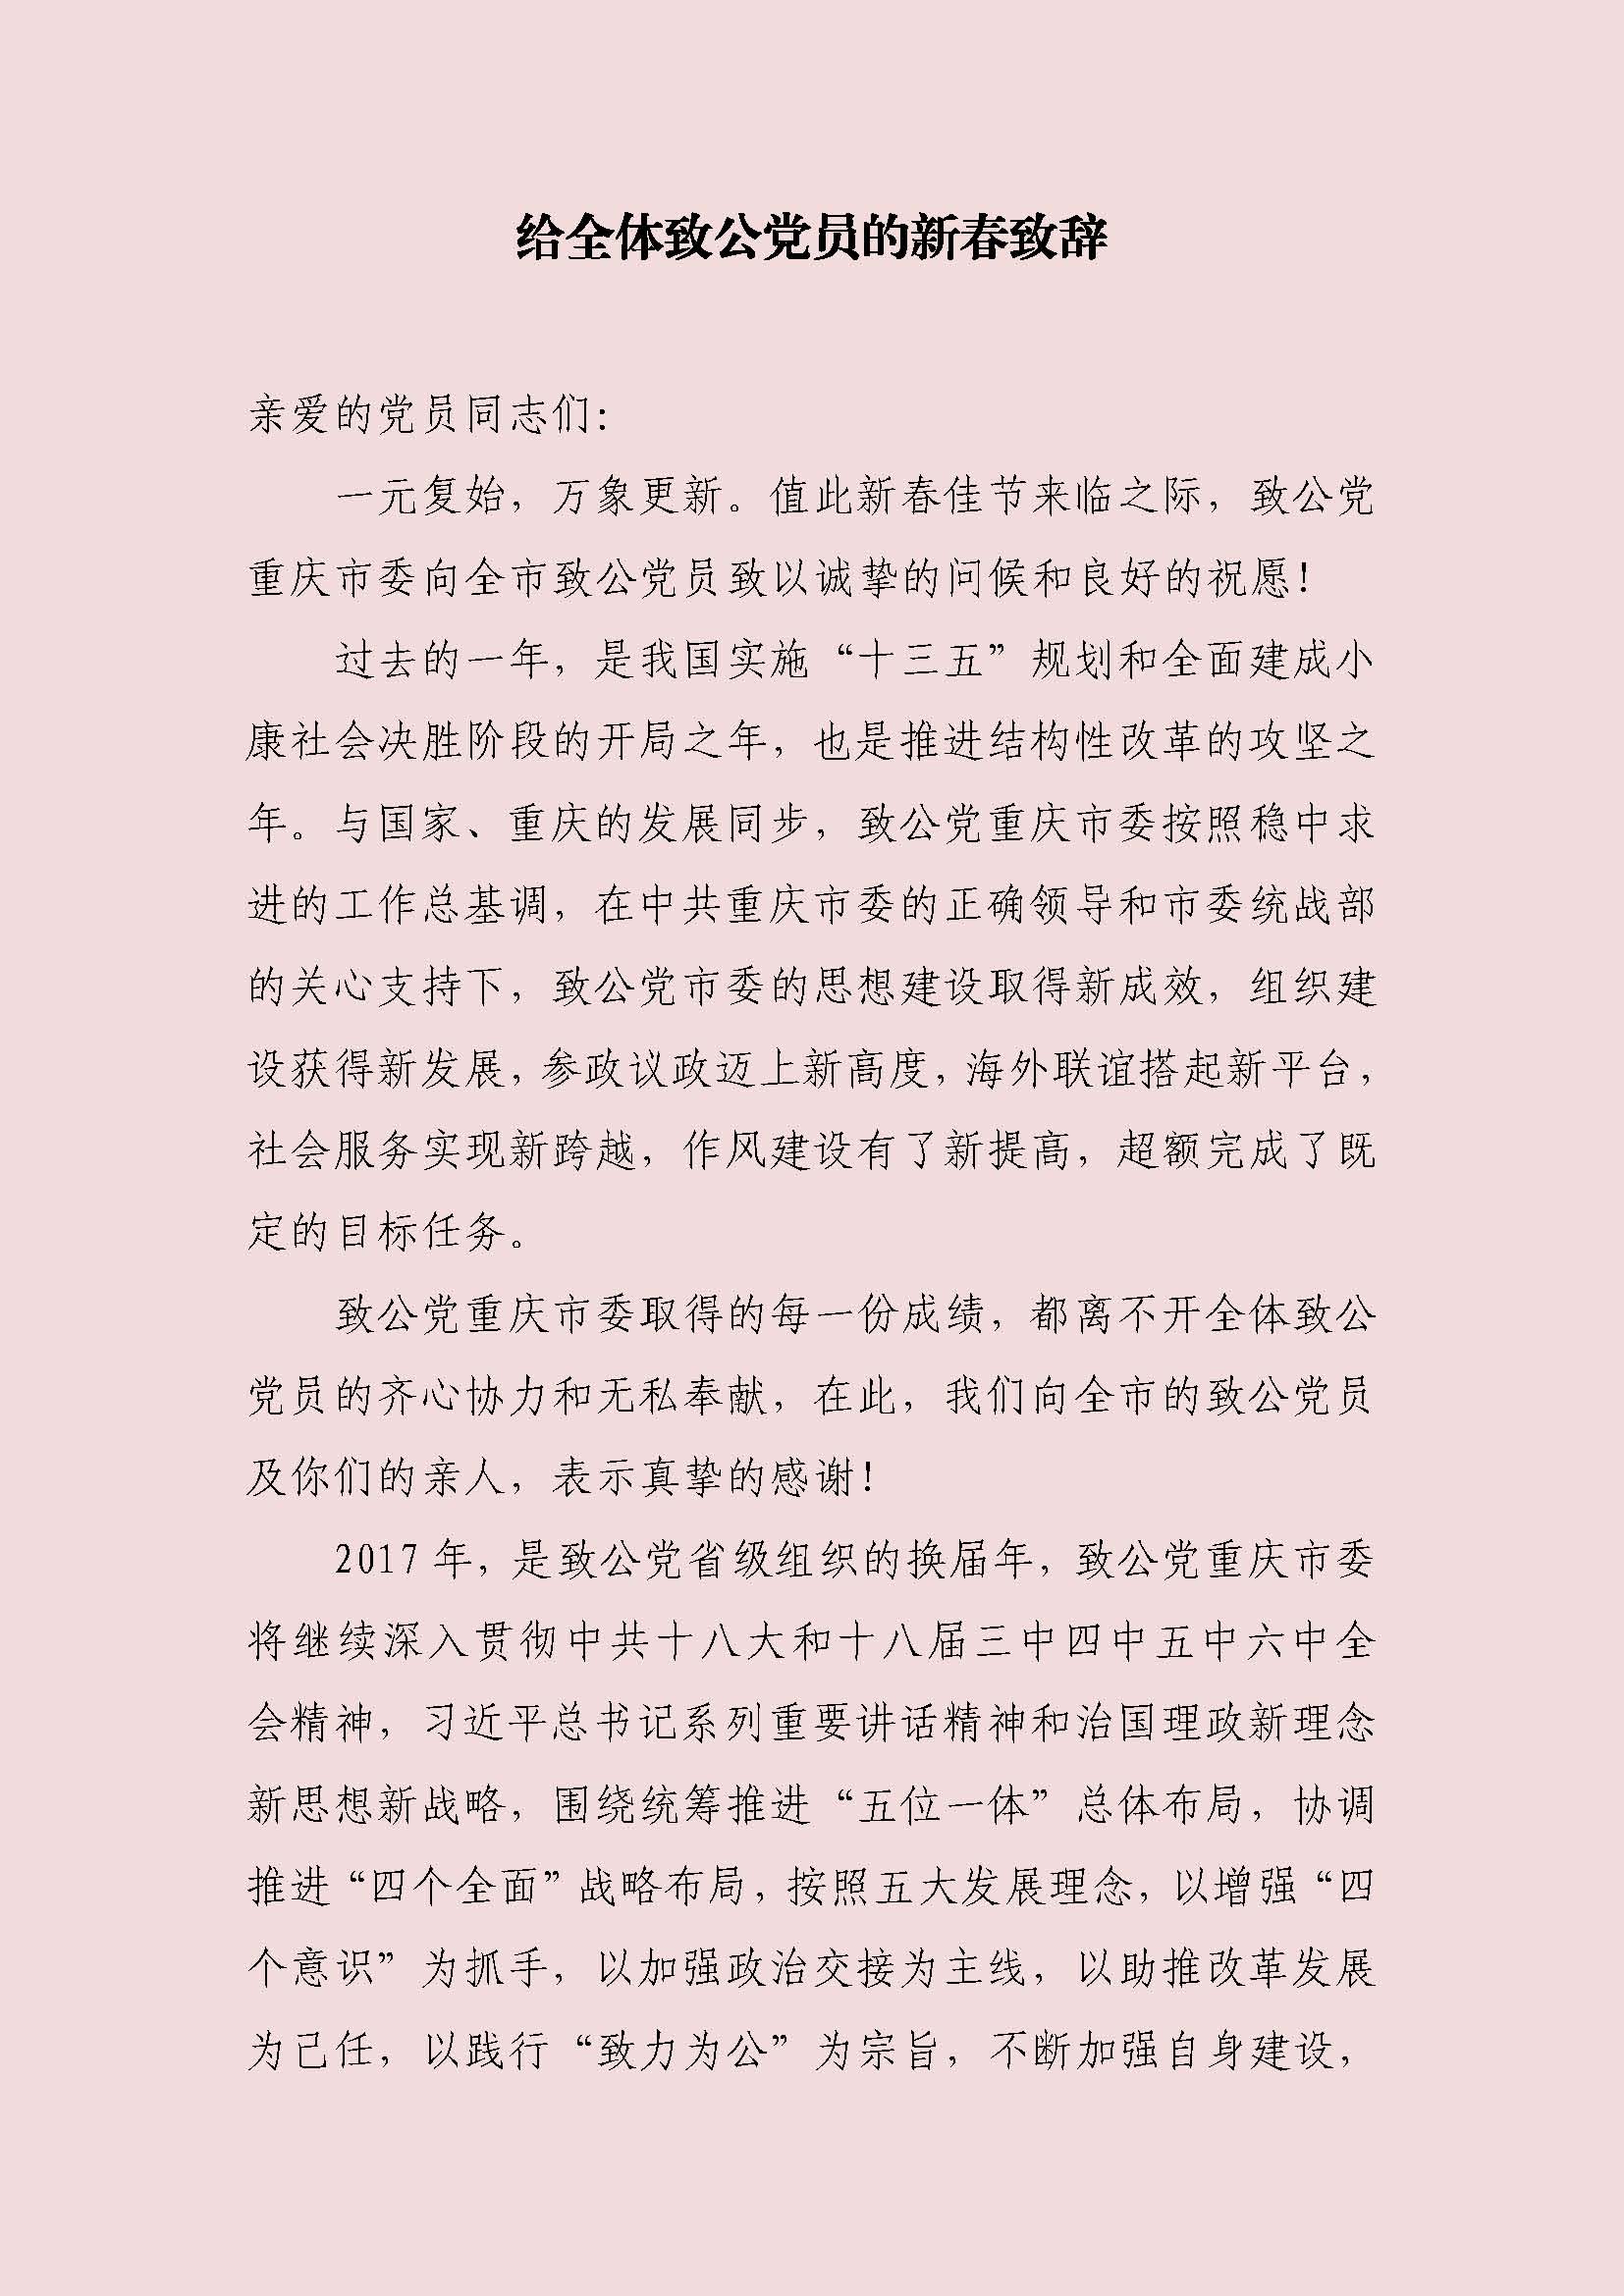 给全体致公党员的新春致辞
亲爱的党员同志们：
一元复始，万象更新。值此新春佳节来临之际，致公党
重庆市委向全市致公党员致以诚挚的问候和良好的祝愿！
过去的一年，是我国实施“十三五”规划和全面建成小
康社会决胜阶段的开局之年，也是推进结构性改革的攻坚之
年。与国家、重庆的发展同步，致公党重庆市委按照稳中求
进的工作总基调，在中共重庆市委的正确领导和市委统战部
的关心支持下，致公党市委的思想建设取得新成效，组织建
设获得新发展，参政议政迈上新高度，海外联谊搭起新平台，
社会服务实现新跨越，作风建设有了新提高，超额完成了既
定的目标任务。
致公党重庆市委取得的每一份成绩，都离不开全体致公
党员的齐心协力和无私奉献，在此，我们向全市的致公党员
及你们的亲人，表示真挚的感谢！
2017年，是致公党省级组织的换届年，致公党重庆市委
将继续深入贯彻中共十八大和十八届三中四中五中六中全
会精神，习近平总书记系列重要讲话精神和治国理政新理念
新思想新战略，围绕统筹推进“五位一体”总体布局，协调
推进“四个全面”战略布局，按照五大发展理念，以增强“四
个意识”为抓手，以加强政治交接为主线，以助推改革发展
为己任，以践行“致力为公”为宗旨，不断加强自身建设，